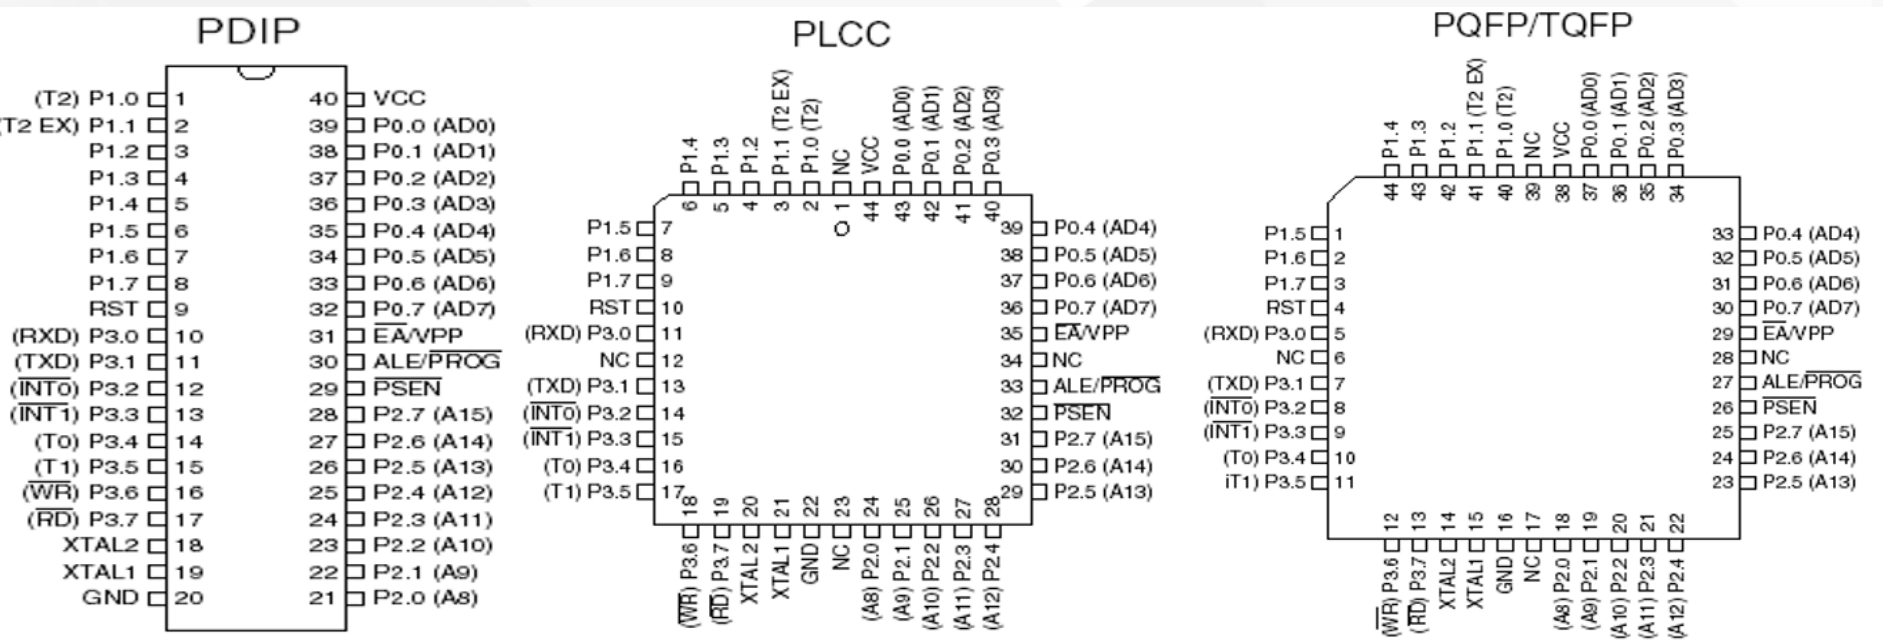 PDIP
(T2) P1.0 1 40 VCC
T2 EX) P1.1 2 39 P0.0 (AD0)
P1.2 3 38 P0.1 (AD1)
P1.3 4 37 P0.2 (AD2)
P1.4 5 36 P0.3 (AD3)
P1.5 6 35 P0.4 (AD4)
P1.6 7 34 P0.5 (AD5)
P1.7 8 33 P0.6 (AD6)
RST 9 32 P0.7 (AD7)
(RXD) P3.0 10 31 E̅A̅/VPP
(TXD) P3.1 11 30 ALE/P̅R̅O̅G̅
(I̅N̅T̅0̅) P3.2 12 29 P̅S̅E̅N̅
(I̅N̅T̅1̅) P3.3 13 28 P2.7 (A15)
(T0) P3.4 14 27 P2.6 (A14)
(T1) P3.5 15 26 P2.5 (A13)
(W̅R̅) P3.6 16 25 P2.4 (A12)
(R̅D̅) P3.7 17 24 P2.3 (A11)
XTAL2 18 23 P2.2 (A10)
XTAL1 19 22 P2.1 (A9)
GND 20 21 P2.0 (A8)
PLCC
P1.4
P1.3
P1.2
P1.1 (T2 EX)
P1.0 (T2)
NC
VCC
P0.0 (AD0)
P0.1 (AD1)
P0.2 (AD2)
P0.3 (AD3)
6 5 4 3 2 1 44 43 42 41 40
P1.5 7 39 P0.4 (AD4)
P1.6 8 38 P0.5 (AD5)
P1.7 9 37 P0.6 (AD6)
RST 10 36 P0.7 (AD7)
(RXD) P3.0 11 35 E̅A̅/VPP
NC 12 34 NC
(TXD) P3.1 13 33 ALE/P̅R̅O̅G̅
(I̅N̅T̅0̅) P3.2 14 32 P̅S̅E̅N̅
(I̅N̅T̅1̅) P3.3 15 31 P2.7 (A15)
(T0) P3.4 16 30 P2.6 (A14)
(T1) P3.5 17 29 P2.5 (A13)
18 19 20 21 22 23 24 25 26 27 28
(W̅R̅) P3.6
(R̅D̅) P3.7
XTAL2
XTAL1
GND
NC
(A8) P2.0
(A9) P2.1
(A10) P2.2
(A11) P2.3
(A12) P2.4
PQFP/TQFP
P1.4
P1.3
P1.2
P1.1 (T2 EX)
P1.0 (T2)
NC
VCC
P0.0 (AD0)
P0.1 (AD1)
P0.2 (AD2)
P0.3 (AD3)
44 43 42 41 40 39 38 37 36 35 34
P1.5 1 33 P0.4 (AD4)
P1.6 2 32 P0.5 (AD5)
P1.7 3 31 P0.6 (AD6)
RST 4 30 P0.7 (AD7)
(RXD) P3.0 5 29 E̅A̅/VPP
NC 6 28 NC
(TXD) P3.1 7 27 ALE/P̅R̅O̅G̅
(I̅N̅T̅0̅) P3.2 8 26 P̅S̅E̅N̅
(I̅N̅T̅1̅) P3.3 9 25 P2.7 (A15)
(T0) P3.4 10 24 P2.6 (A14)
iT1) P3.5 11 23 P2.5 (A13)
12 13 14 15 16 17 18 19 20 21 22
(W̅R̅) P3.6
(R̅D̅) P3.7
XTAL2
XTAL1
GND
NC
(A8) P2.0
(A9) P2.1
(A10) P2.2
(A11) P2.3
(A12) P2.4